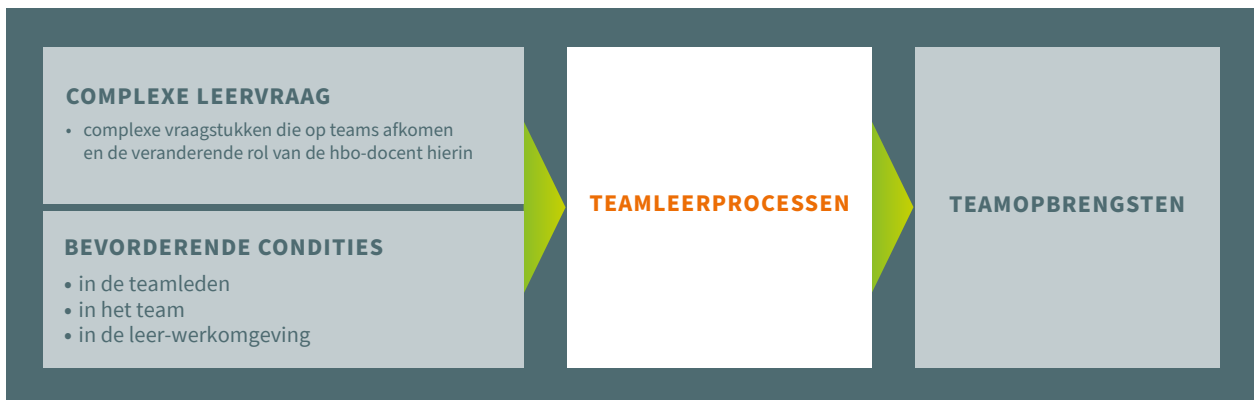 COMPLEXE LEERVRAAG
• complexe vraagstukken die op teams afkomen
en de veranderende rol van de hbo-docent hierin
BEVORDERENDE CONDITIES
• in de teamleden
• in het team
• in de leer-werkomgeving
TEAMLEERPROCESSEN
TEAMOPBRENGSTEN